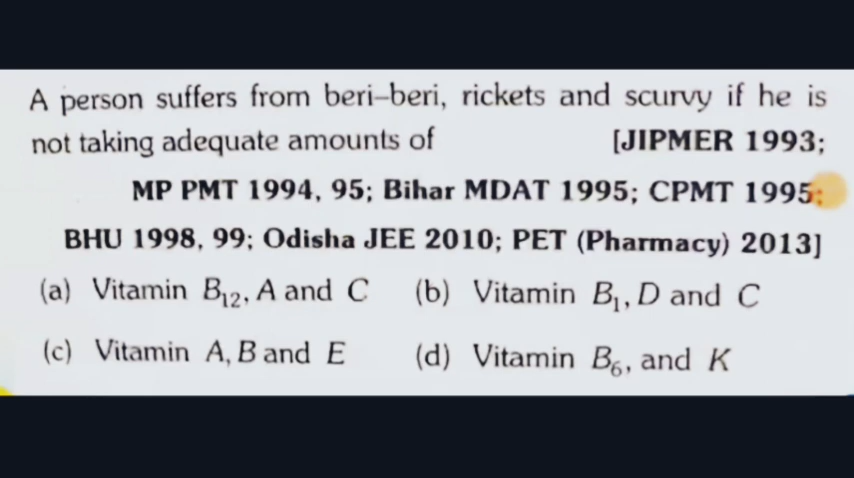 A person suffers from beri–beri, rickets and scurvy if he is
not taking adequate amounts of [JIPMER 1993;
MP PMT 1994, 95; Bihar MDAT 1995; CPMT 1995;
BHU 1998, 99; Odisha JEE 2010; PET (Pharmacy) 2013]
(a) Vitamin B₁₂, A and C (b) Vitamin B₁, D and C
(c) Vitamin A, B and E (d) Vitamin B₆, and K